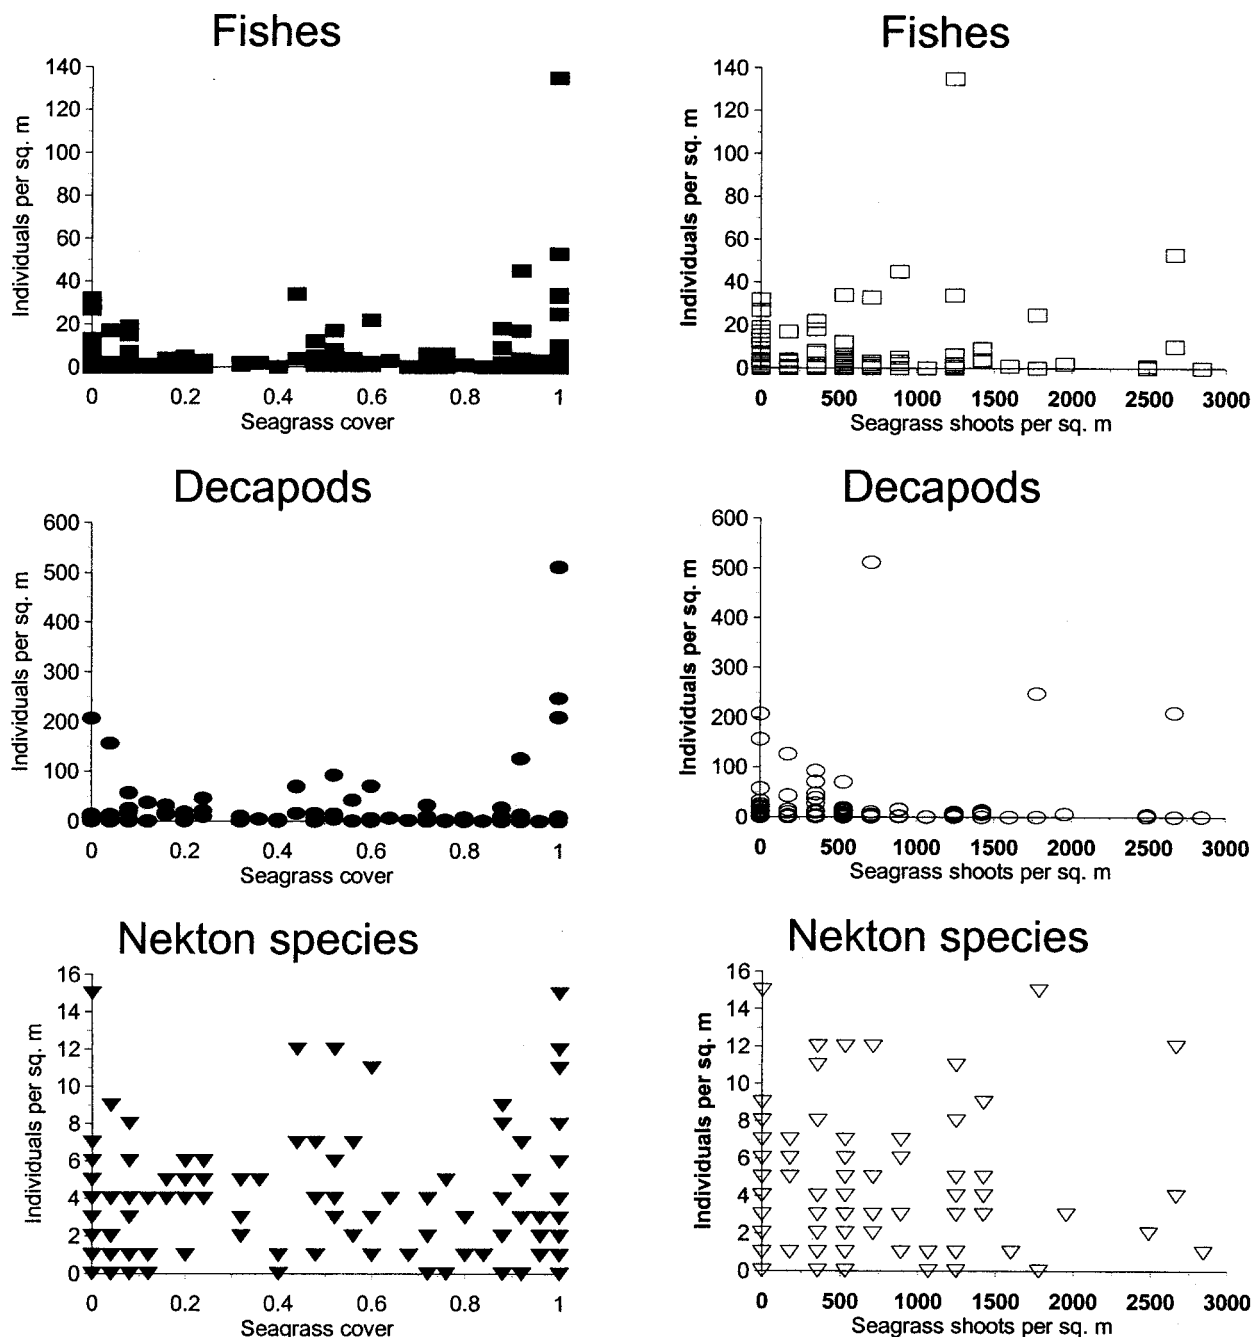 Fishes
140
120
100
80
60
40
20
0
Individuals per sq. m
0 0.2 0.4 0.6 0.8 1
Seagrass cover
Fishes
140
120
100
80
60
40
20
0
Individuals per sq. m
0 500 1000 1500 2000 2500 3000
Seagrass shoots per sq. m
Decapods
600
500
400
300
200
100
0
Individuals per sq. m
0 0.2 0.4 0.6 0.8 1
Seagrass cover
Decapods
600
500
400
300
200
100
0
Individuals per sq. m
0 500 1000 1500 2000 2500 3000
Seagrass shoots per sq. m
Nekton species
16
14
12
10
8
6
4
2
0
Individuals per sq. m
0 0.2 0.4 0.6 0.8 1
Seagrass cover
Nekton species
16
14
12
10
8
6
4
2
0
Individuals per sq. m
0 500 1000 1500 2000 2500 3000
Seagrass shoots per sq. m